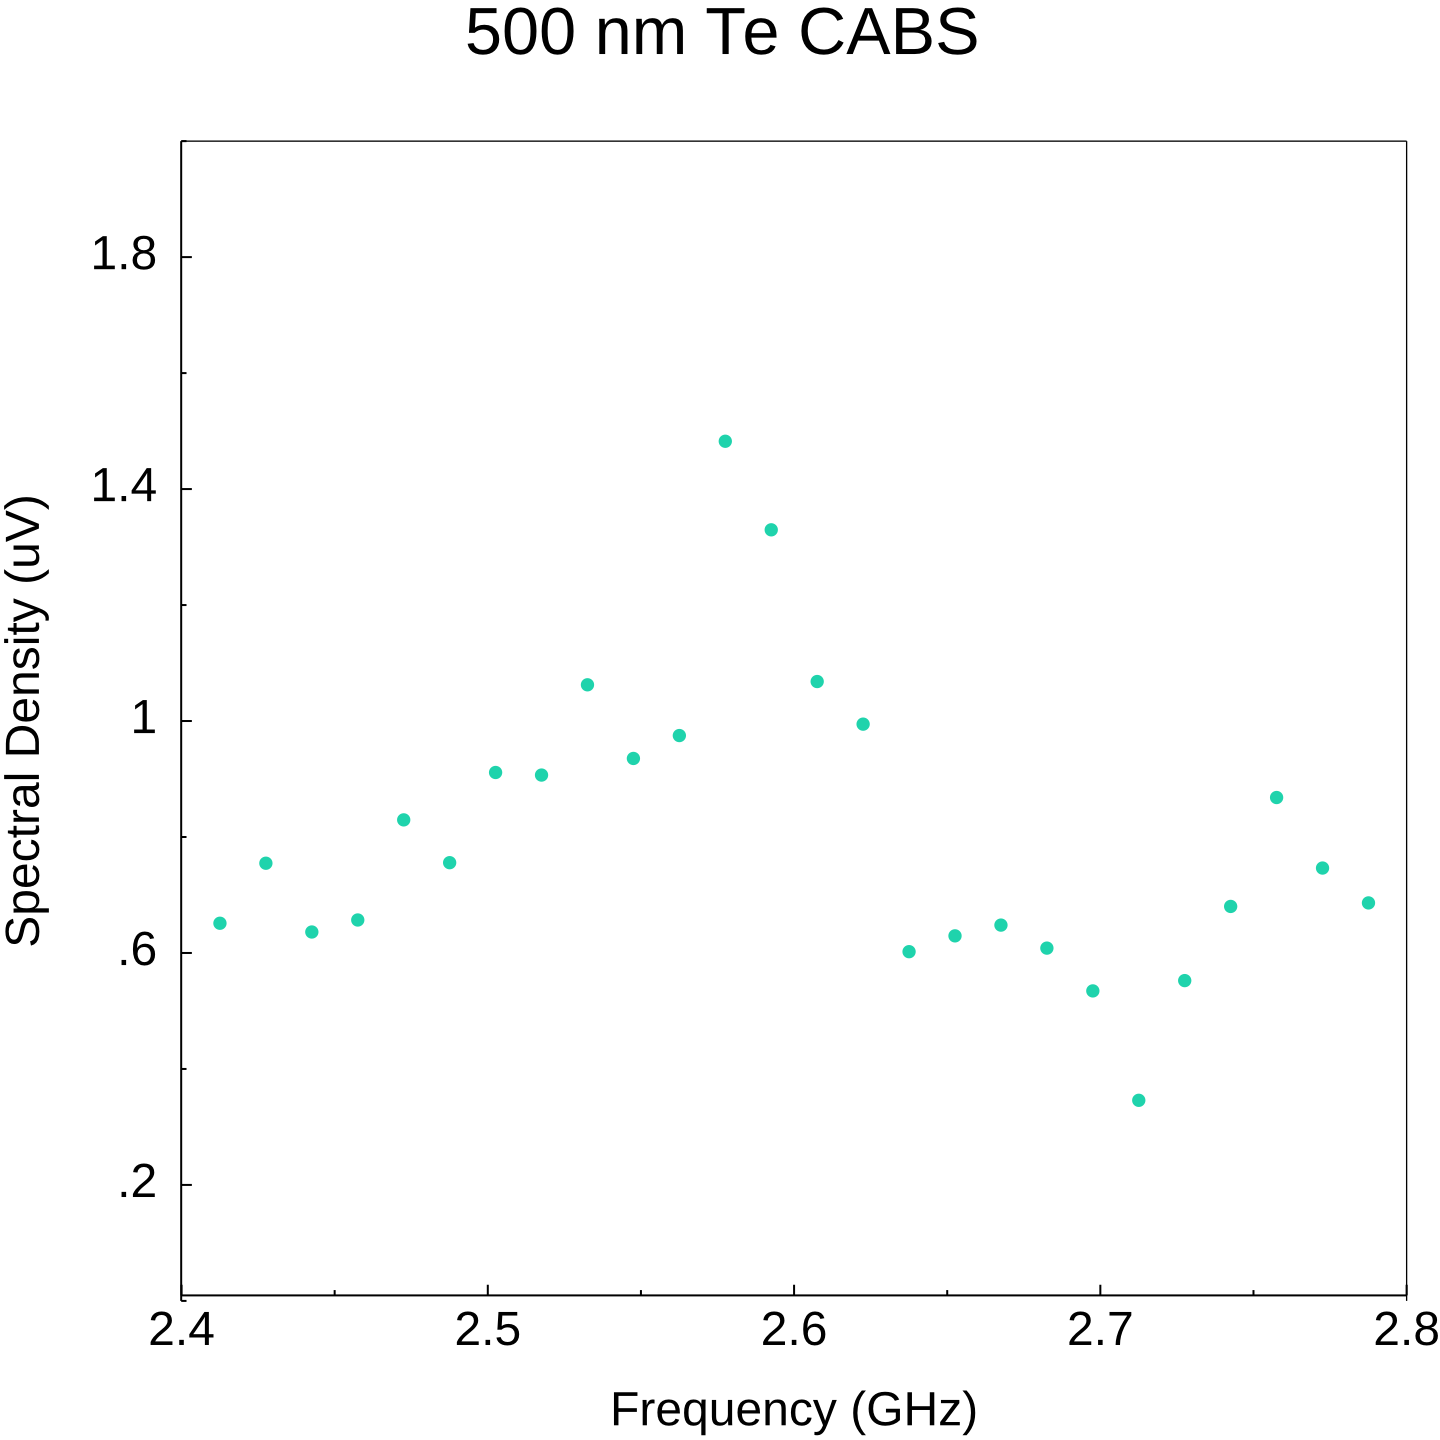 500 nm Te CABS
Spectral Density (uV)
1.8
1.4
1
.6
.2
2.4 2.5 2.6 2.7 2.8
Frequency (GHz)